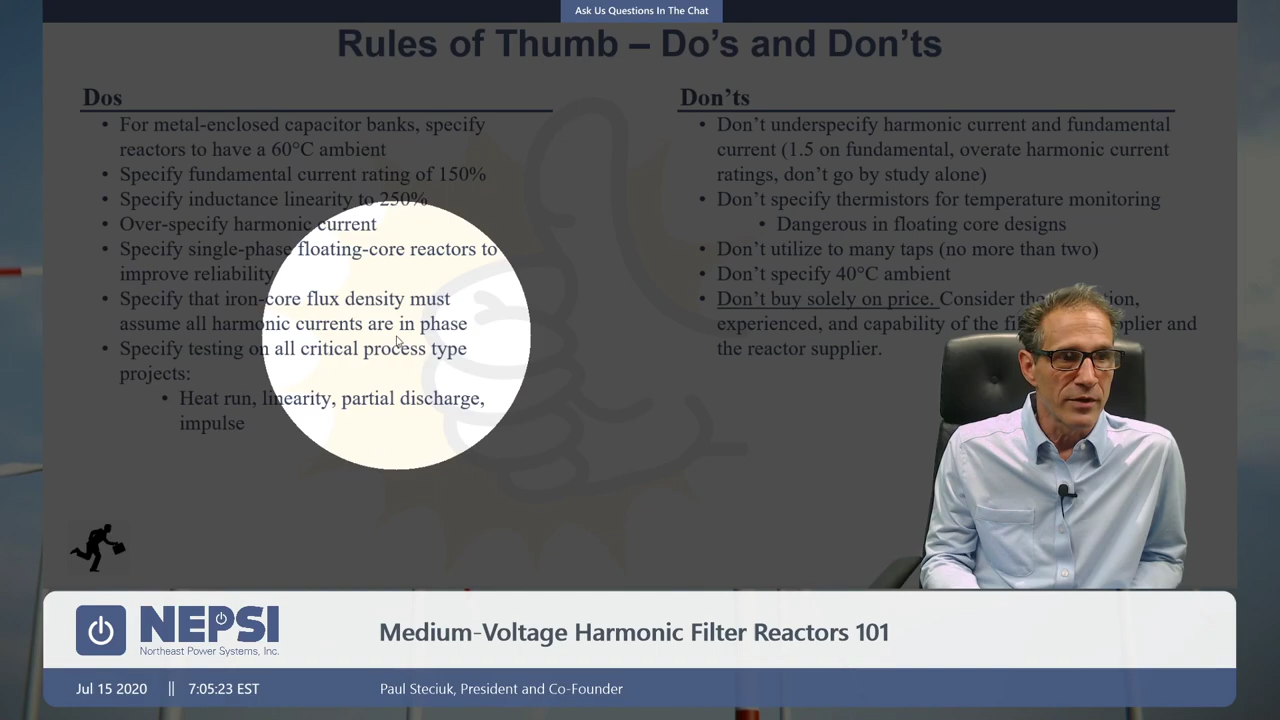 Ask Us Questions In The Chat
Rules of Thumb – Do's and Don'ts
Dos
• For metal-enclosed capacitor banks, specify
reactors to have a 60°C ambient
• Specify fundamental current rating of 150%
• Specify inductance linearity to 250%
• Over-specify harmonic current
• Specify single-phase floating-core reactors to
improve reliability
• Specify that iron-core flux density must
assume all harmonic currents are in phase
• Specify testing on all critical process type
projects:
• Heat run, linearity, partial discharge,
impulse
Don'ts
• Don't underspecify harmonic current and fundamental
current (1.5 on fundamental, overate harmonic current
ratings, don't go by study alone)
• Don't specify thermistors for temperature monitoring
• Dangerous in floating core designs
• Don't utilize to many taps (no more than two)
• Don't specify 40°C ambient
• Don't buy solely on price. Consider the
experienced, and capability of the
the reactor supplier.
and
NEPSI
Northeast Power Systems, Inc.
Medium-Voltage Harmonic Filter Reactors 101
Jul 15 2020 || 7:05:23 EST
Paul Steciuk, President and Co-Founder